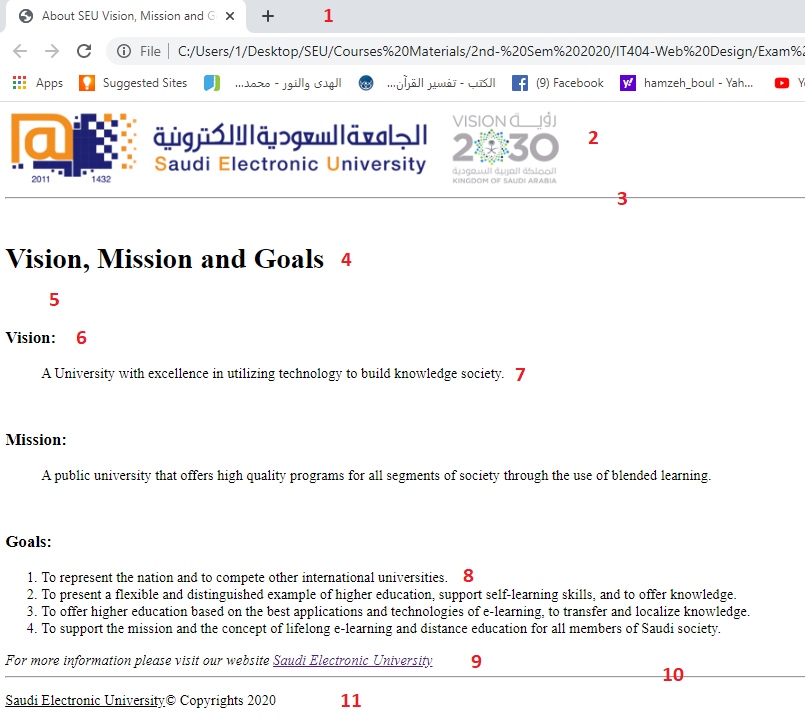 About SEU Vision, Mission and G 1
File C:/Users/1/Desktop/SEU/Courses%20Materials/2nd-%20Sem%202020/IT404-Web%20Design/Exam%2
Apps Suggested Sites الهدى والنور - محمد... الكتب - تفسير القرآن... (9) Facebook hamzeh_boul - Yah...
الجامعة السعودية الالكترونية
Saudi Electronic University
2011 1432
VISION رؤيــة
2030 2
المملكة العربية السعودية
KINGDOM OF SAUDI ARABIA
3
Vision, Mission and Goals 4
5
Vision: 6
A University with excellence in utilizing technology to build knowledge society. 7
Mission:
A public university that offers high quality programs for all segments of society through the use of blended learning.
Goals:
1. To represent the nation and to compete other international universities. 8
2. To present a flexible and distinguished example of higher education, support self-learning skills, and to offer knowledge.
3. To offer higher education based on the best applications and technologies of e-learning, to transfer and localize knowledge.
4. To support the mission and the concept of lifelong e-learning and distance education for all members of Saudi society.
For more information please visit our website Saudi Electronic University 9
10
Saudi Electronic University© Copyrights 2020 11